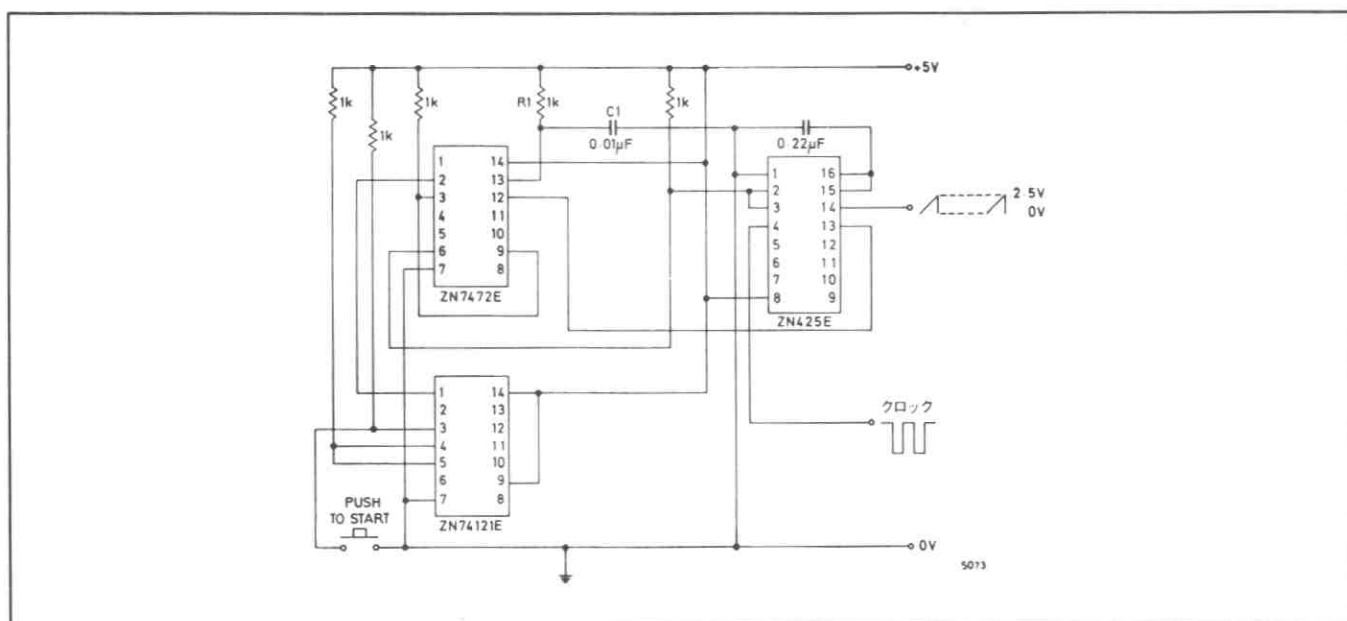 +5V
1k
1k
1k
R1 1k
C1
0.01µF
1k
0.22µF
1 14
2 13
3 12
4 11
5 10
6 9
7 8
ZN7472E
1 16
2 15
3 14
4 13
5 12
6 11
7 10
8 9
ZN425E
2.5V
0V
1 14
2 13
3 12
4 11
5 10
6 9
7 8
ZN74121E
クロック
PUSH
TO START
0V
5073